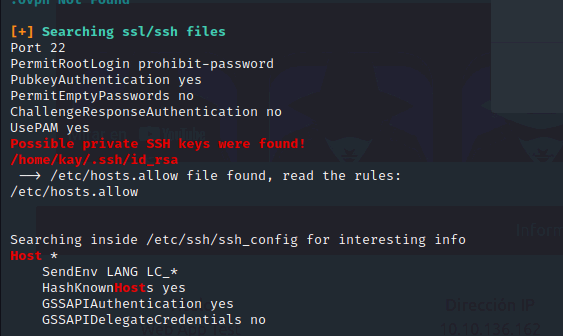 .ovpn Not Found
[+] Searching ssl/ssh files
Port 22
PermitRootLogin prohibit-password
PubkeyAuthentication yes
PermitEmptyPasswords no
ChallengeResponseAuthentication no
UsePAM yes
Possible private SSH keys were found!
/home/kay/.ssh/id_rsa
--> /etc/hosts.allow file found, read the rules:
/etc/hosts.allow
Searching inside /etc/ssh/ssh_config for interesting info
Host *
SendEnv LANG LC_*
HashKnownHosts yes
GSSAPIAuthentication yes
GSSAPIDelegateCredentials no
Inform
Dirección IP
10.10.136.162